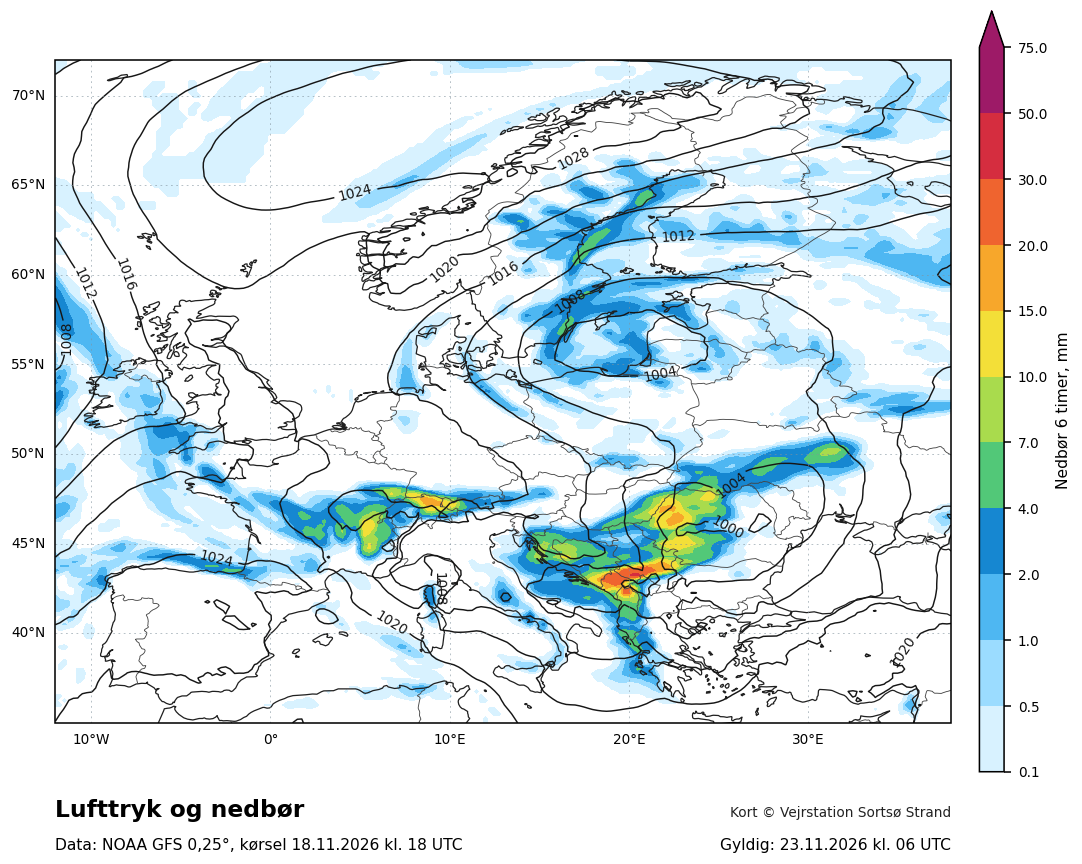 75.0
50.0
30.0
20.0
15.0
10.0
7.0
4.0
2.0
1.0
0.5
0.1
Nedbør 6 timer, mm
70°N
65°N
60°N
55°N
50°N
45°N
40°N
10°W
0°
10°E
20°E
30°E
1028
1024
1012
1020
1016
1016
1012
1008
1008
1004
1004
1000
1024
1008
1020
1020
Lufttryk og nedbør
Kort © Vejrstation Sortsø Strand
Data: NOAA GFS 0,25°, kørsel 18.11.2026 kl. 18 UTC
Gyldig: 23.11.2026 kl. 06 UTC